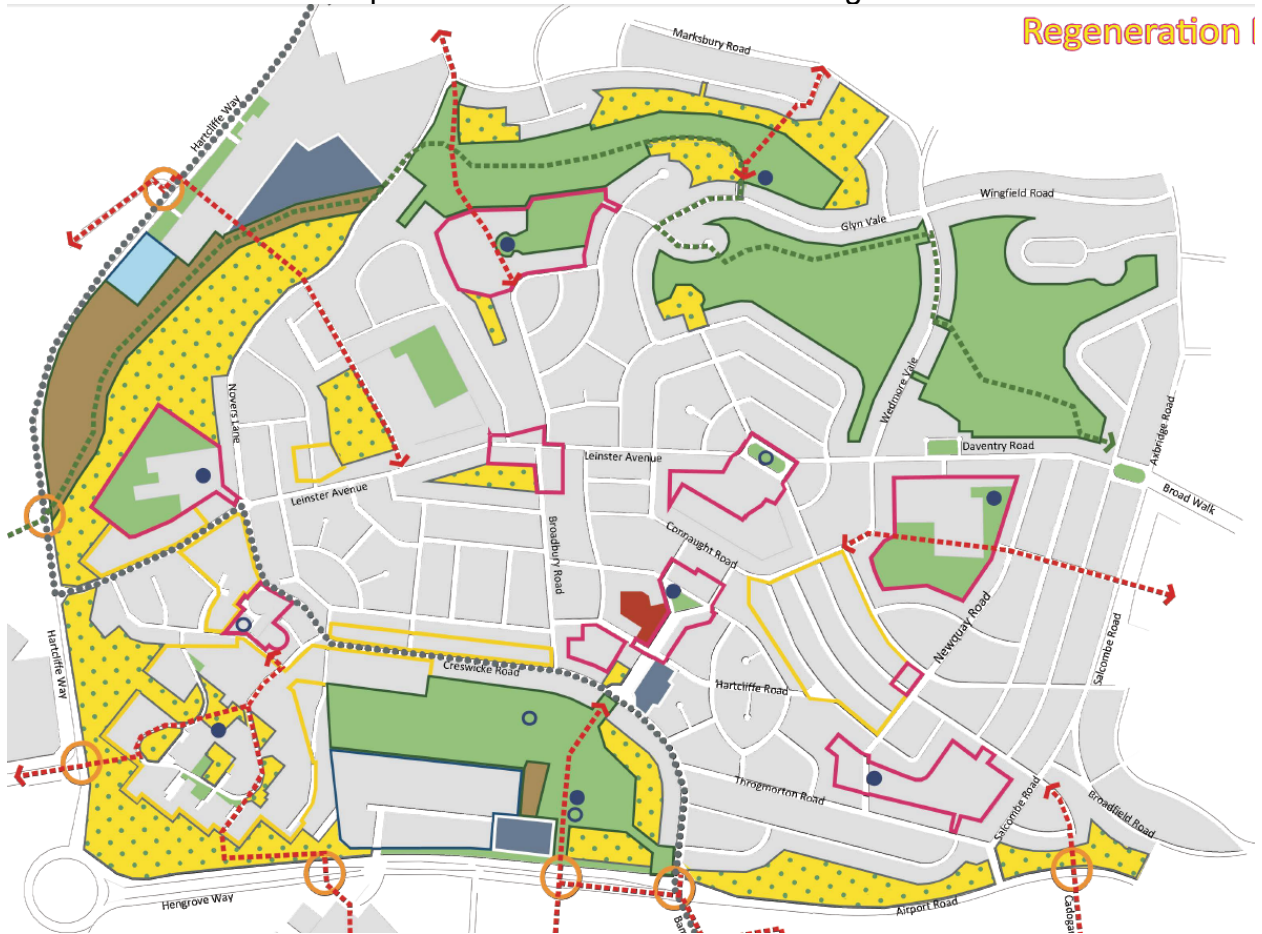 Regeneration
Marksbury Road
Hartcliffe Way
Wingfield Road
Glyn Vale
Novers Lane
Wedmore Vale
Axbridge Road
Daventry Road
Leinster Avenue
Broad Walk
Leinster Avenue
Broadbury Road
Connaught Road
Newquay Road
Salcombe Road
Hartcliffe Way
Creswicke Road
Hartcliffe Road
Throgmorton Road
Salcombe Road
Broadfield Road
Hengrove Way
Airport Road
Cadogan
Ban